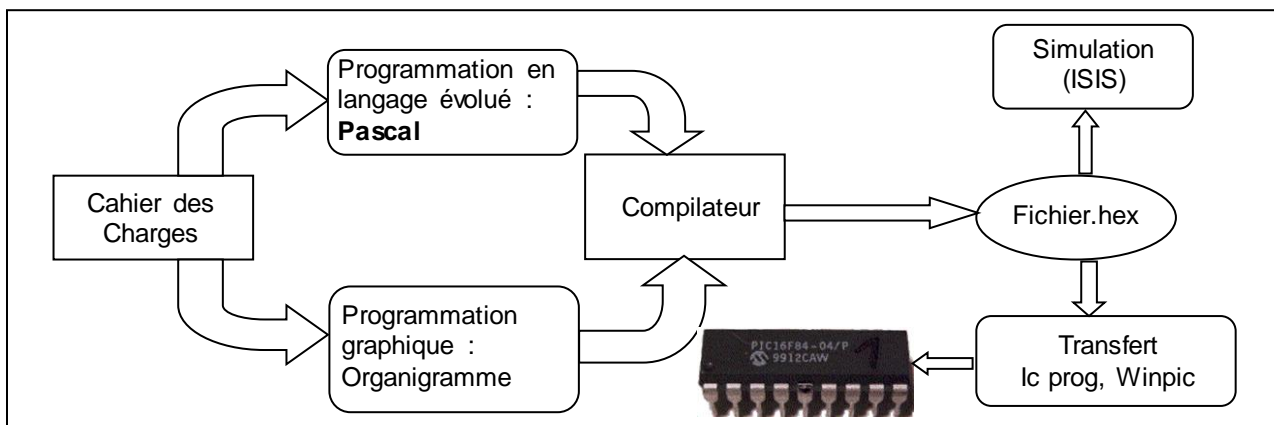 Cahier des
Charges
Programmation en
langage évolué :
Pascal
Programmation
graphique :
Organigramme
Compilateur
Fichier.hex
Simulation
(ISIS)
Transfert
Ic prog, Winpic
PIC16F84-04/P
9912CAW
1